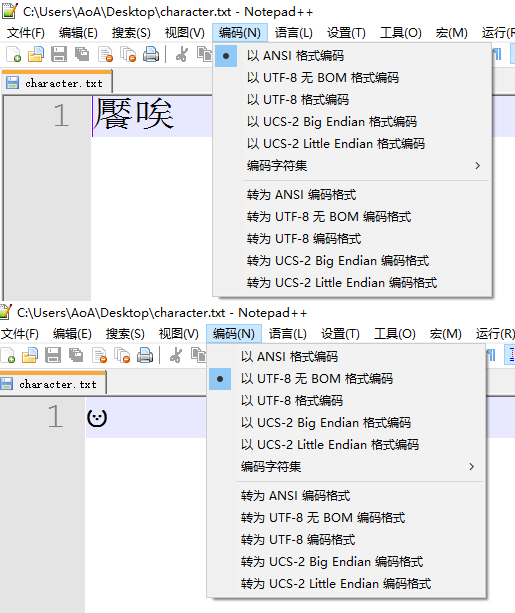 C:\Users\AoA\Desktop\character.txt - Notepad++
文件(F) 编辑(E) 搜索(S) 视图(V) 编码(N) 语言(L) 设置(T) 工具(O) 宏(M) 运行(R
character.txt
1 饜唉
以 ANSI 格式编码
以 UTF-8 无 BOM 格式编码
以 UTF-8 格式编码
以 UCS-2 Big Endian 格式编码
以 UCS-2 Little Endian 格式编码
编码字符集
转为 ANSI 编码格式
转为 UTF-8 无 BOM 编码格式
转为 UTF-8 编码格式
转为 UCS-2 Big Endian 编码格式
转为 UCS-2 Little Endian 编码格式
C:\Users\AoA\Desktop\character.txt - Notepad++
文件(F) 编辑(E) 搜索(S) 视图(V) 编码(N) 语言(L) 设置(T) 工具(O) 宏(M) 运行(R)
character.txt
1 𐰦
以 ANSI 格式编码
以 UTF-8 无 BOM 格式编码
以 UTF-8 格式编码
以 UCS-2 Big Endian 格式编码
以 UCS-2 Little Endian 格式编码
编码字符集
转为 ANSI 编码格式
转为 UTF-8 无 BOM 编码格式
转为 UTF-8 编码格式
转为 UCS-2 Big Endian 编码格式
转为 UCS-2 Little Endian 编码格式